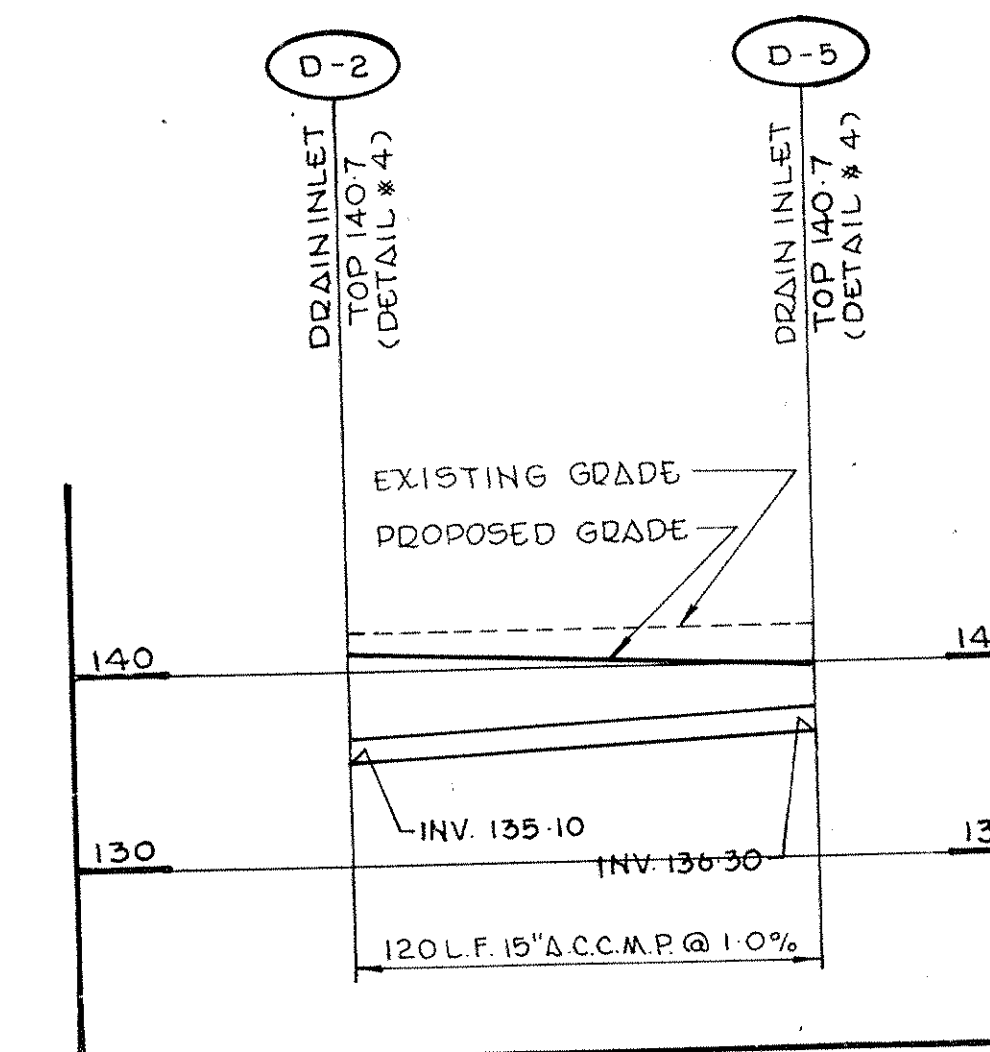 D-2
D-5
DRAIN INLET
TOP 140.7
(DETAIL # 4)
DRAIN INLET
TOP 140.7
(DETAIL # 4)
EXISTING GRADE
PROPOSED GRADE
140
14
INV. 135.10
130
INV. 136.30
13
120 L.F. 15" A.C.C.M.P. @ 1.0%